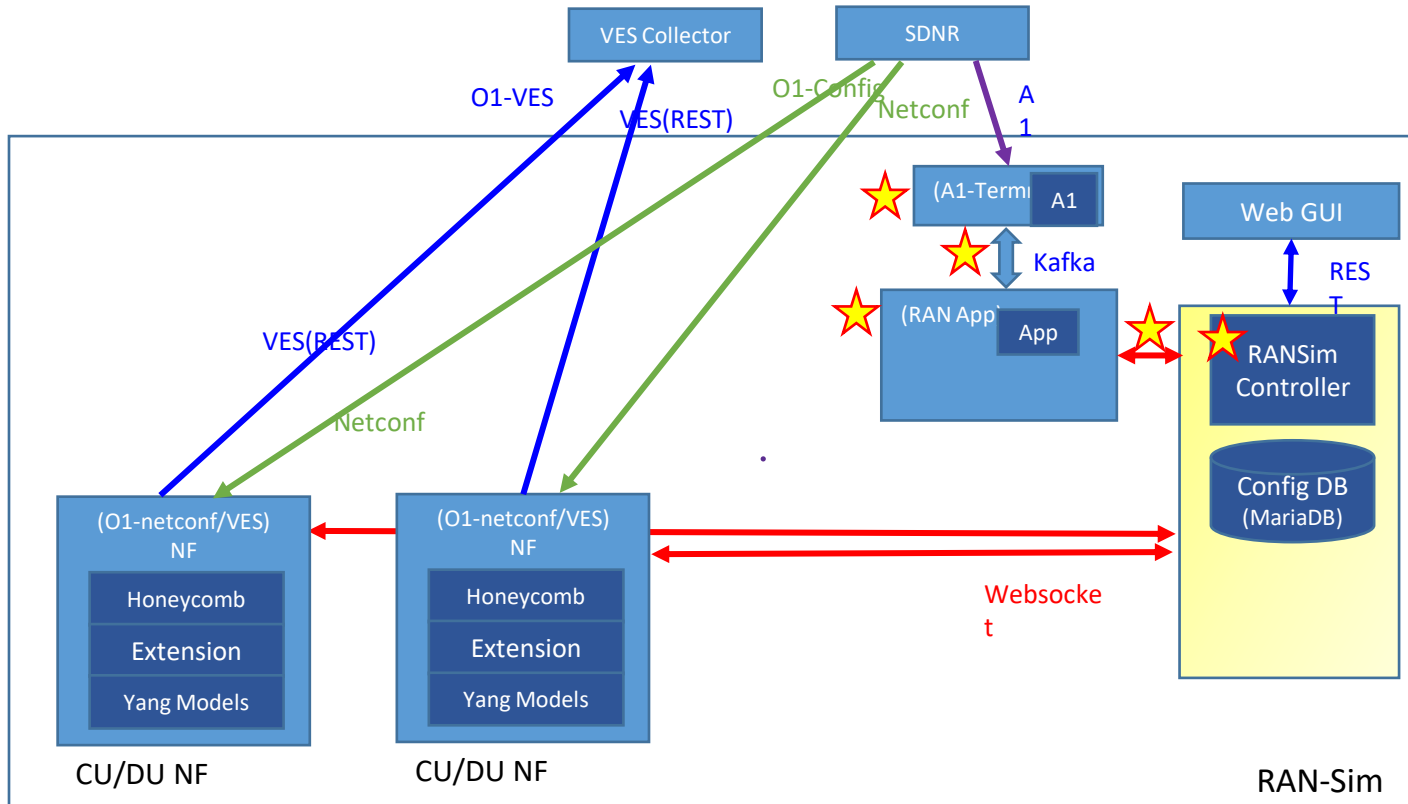 VES Collector
SDNR
O1-VES
O1-Config
VES(REST)
Netconf
A
1
(A1-Term
A1
Web GUI
Kafka
RES
T
(RAN App)
App
VES(REST)
RANSim
Controller
Netconf
Config DB
(MariaDB)
(O1-netconf/VES)
NF
(O1-netconf/VES)
NF
Honeycomb
Extension
Yang Models
Honeycomb
Extension
Yang Models
Websocke
t
CU/DU NF
CU/DU NF
RAN-Sim